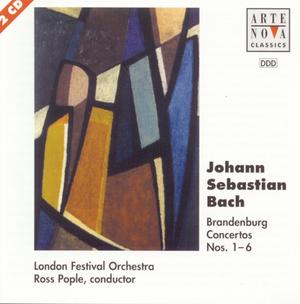 2 CD
ARTE
NOVA
CLASSICS
DDD
Johann
Sebastian
Bach
Brandenburg
Concertos
Nos. 1–6
London Festival Orchestra
Ross Pople, conductor